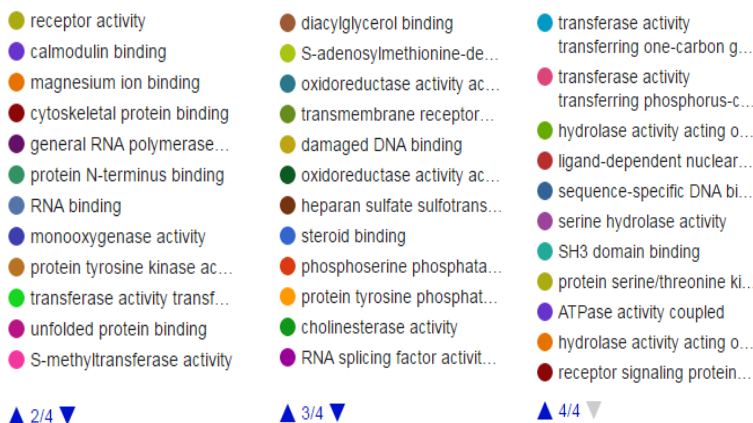 receptor activity
calmodulin binding
magnesium ion binding
cytoskeletal protein binding
general RNA polymerase...
protein N-terminus binding
RNA binding
monooxygenase activity
protein tyrosine kinase ac...
transferase activity transf...
unfolded protein binding
S-methyltransferase activity
2/4
diacylglycerol binding
S-adenosylmethionine-de...
oxidoreductase activity ac...
transmembrane receptor...
damaged DNA binding
oxidoreductase activity ac...
heparan sulfate sulfotrans...
steroid binding
phosphoserine phosphata...
protein tyrosine phosphat...
cholinesterase activity
RNA splicing factor activit...
3/4
transferase activity
transferring one-carbon g...
transferase activity
transferring phosphorus-c...
hydrolase activity acting o...
ligand-dependent nuclear...
sequence-specific DNA bi...
serine hydrolase activity
SH3 domain binding
protein serine/threonine ki...
ATPase activity coupled
hydrolase activity acting o...
receptor signaling protein...
4/4